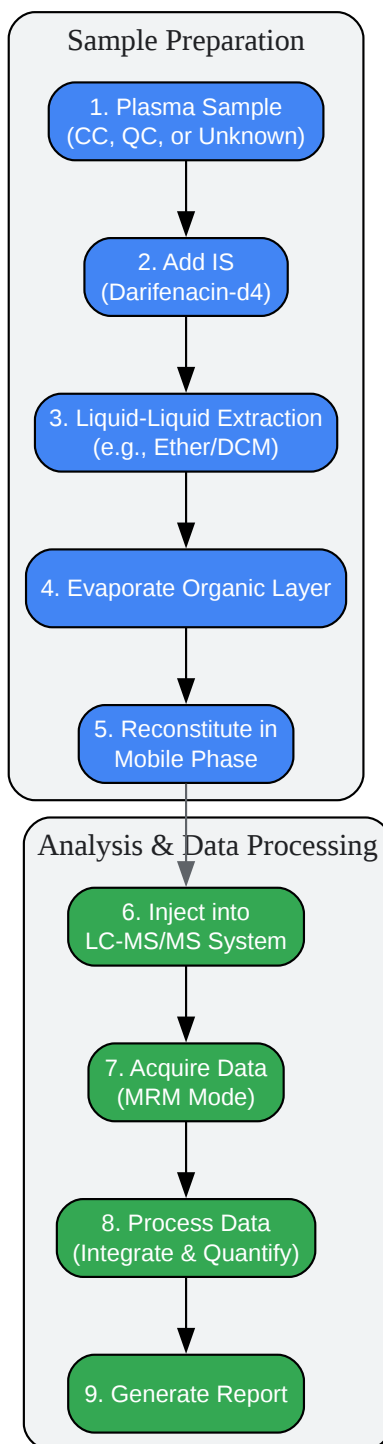 Sample Preparation
1. Plasma Sample
(CC, QC, or Unknown)
2. Add IS
(Darifenacin-d4)
3. Liquid-Liquid Extraction
(e.g., Ether/DCM)
4. Evaporate Organic Layer
5. Reconstitute in
Mobile Phase
Analysis & Data Processing
6. Inject into
LC-MS/MS System
7. Acquire Data
(MRM Mode)
8. Process Data
(Integrate & Quantify)
9. Generate Report